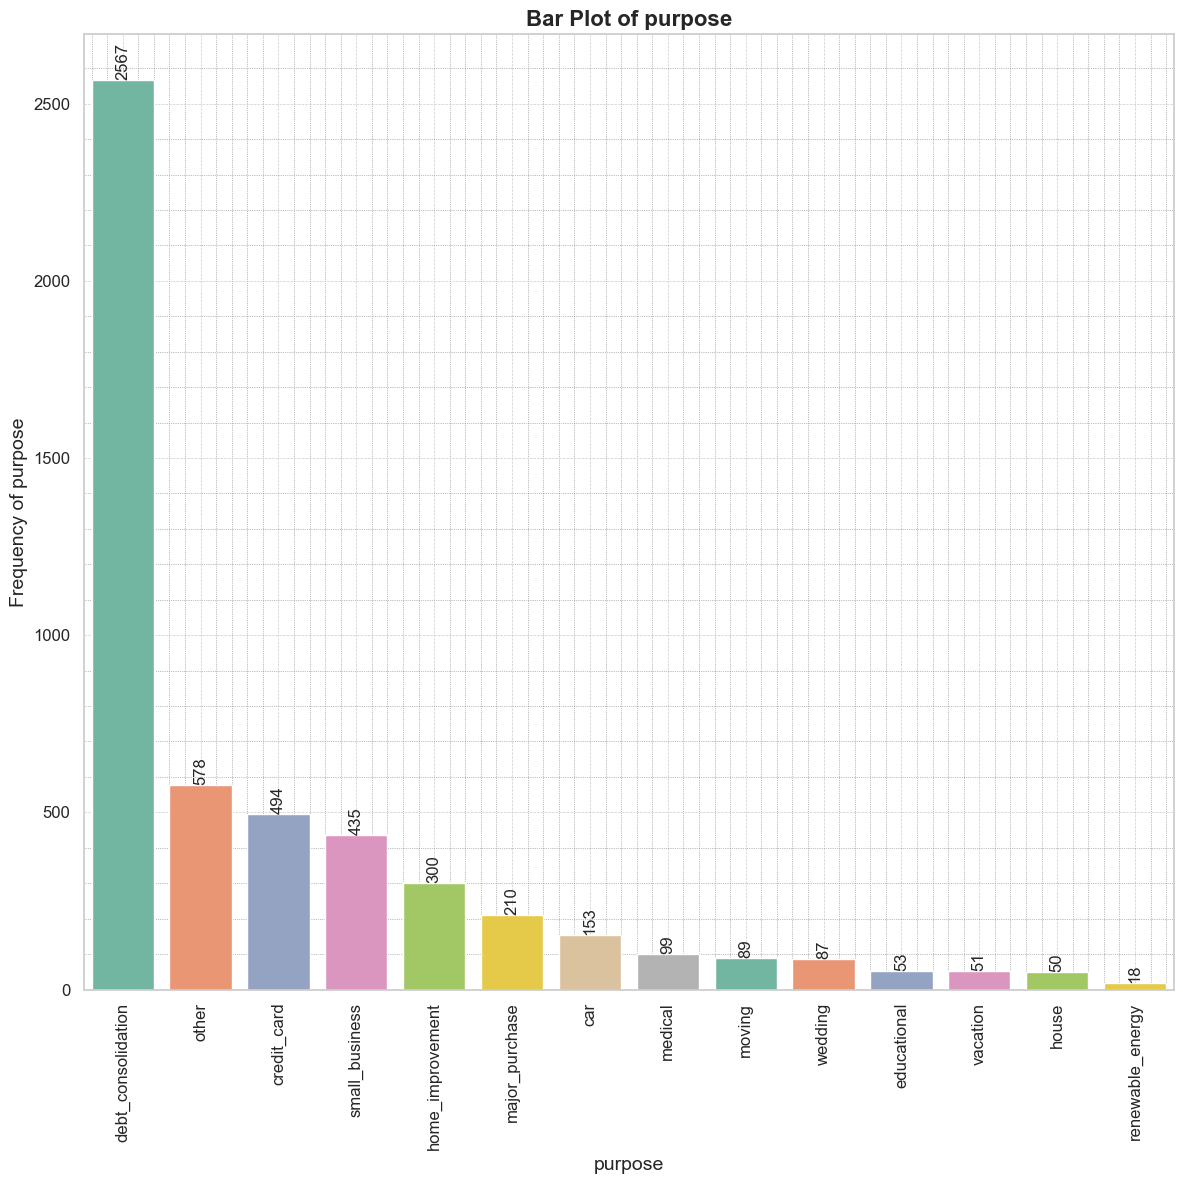 Bar Plot of purpose
Frequency of purpose
2500
2000
1500
1000
500
0
2567
578
494
435
300
210
153
99
89
87
53
51
50
18
debt_consolidation
other
credit_card
small_business
home_improvement
major_purchase
car
medical
moving
wedding
educational
vacation
house
renewable_energy
purpose